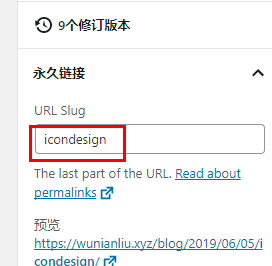 9个修订版本
永久链接
URL Slug
icondesign
The last part of the URL. Read about
permalinks
预览
https://wunianliu.xyz/blog/2019/06/05/i
condesign/